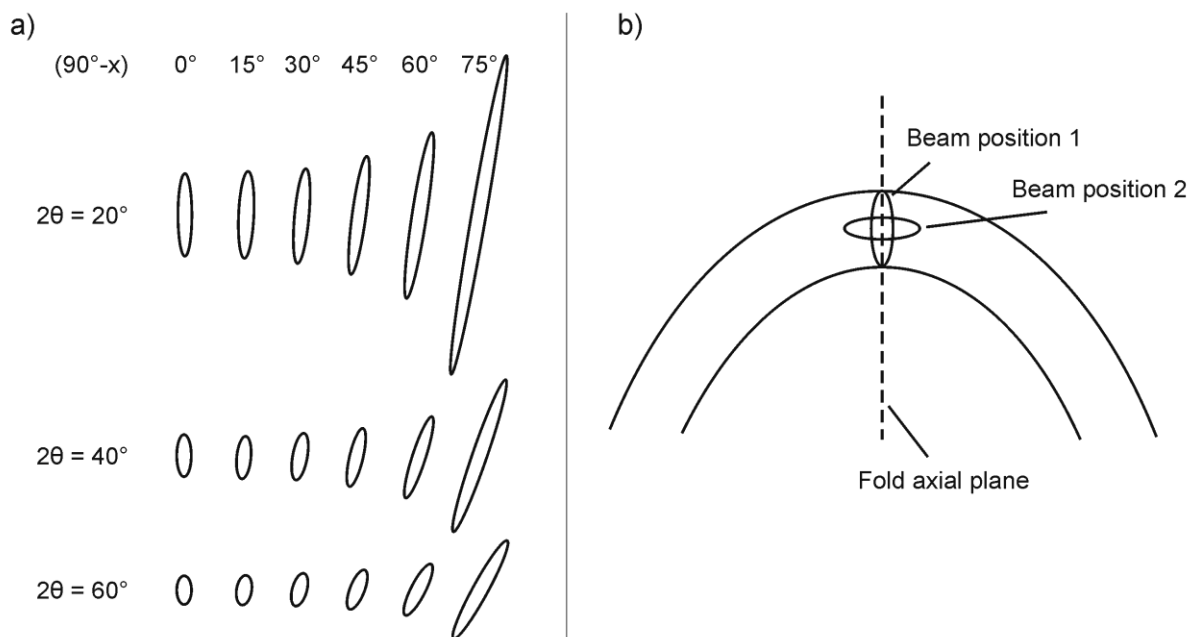 a)
(90°-x) 0° 15° 30° 45° 60° 75°
2θ = 20°
2θ = 40°
2θ = 60°
b)
Beam position 1
Beam position 2
Fold axial plane